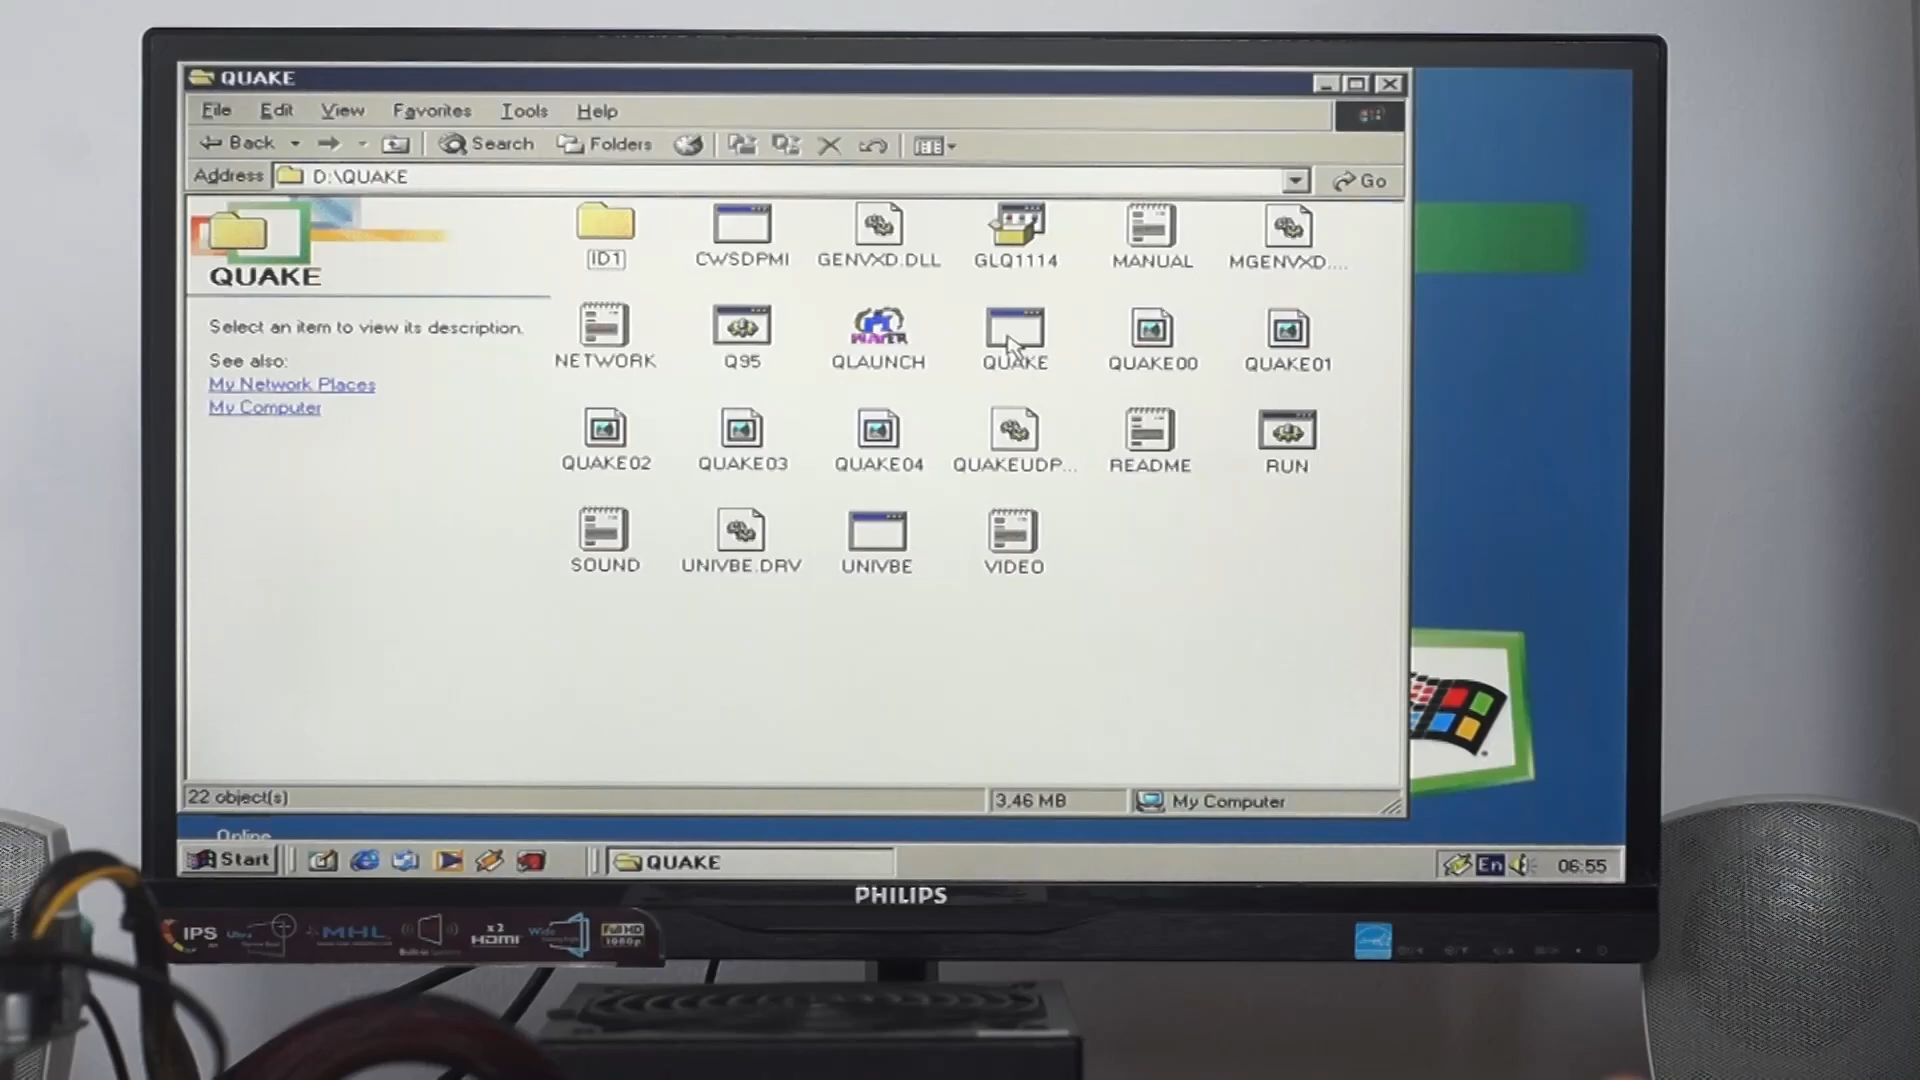 QUAKE
File Edit View Favorites Tools Help
Back Search Folders
Address D:\QUAKE Go
QUAKE
Select an item to view its description.
See also:
My Network Places
My Computer
ID1 CWSDPMI GENVXD.DLL GLQ1114 MANUAL MGENVXD....
NETWORK Q95 QLAUNCH QUAKE QUAKE00 QUAKE01
QUAKE02 QUAKE03 QUAKE04 QUAKEUDP... README RUN
SOUND UNIVBE.DRV UNIVBE VIDEO
22 object(s) 3,46 MB My Computer
Online
Start QUAKE En 06:55
PHILIPS
IPS MHL x2 HDMI Wide Full HD 1080p